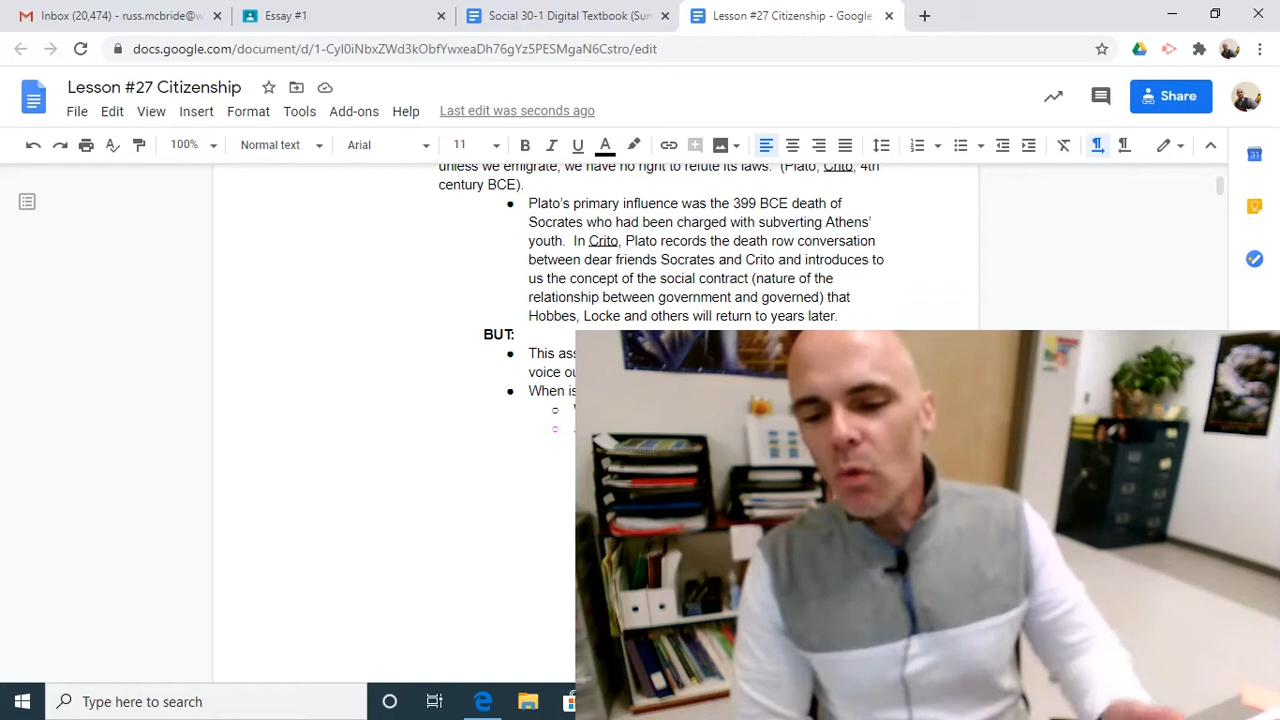 Inbox (20,474) - russ.mcbride@w
Essay #1
Social 30-1 Digital Textbook (Sun
Lesson #27 Citizenship - Google
docs.google.com/document/d/1-CyI0iNbxZWd3kObfYwxeaDh76gYz5PESMgaN6Cstro/edit
Lesson #27 Citizenship
File Edit View Insert Format Tools Add-ons Help Last edit was seconds ago
Share
100% Normal text Arial 11
unless we emigrate, we have no right to refute its laws. (Plato, Crito, 4th
century BCE).
● Plato's primary influence was the 399 BCE death of
Socrates who had been charged with subverting Athens'
youth. In Crito, Plato records the death row conversation
between dear friends Socrates and Crito and introduces to
us the concept of the social contract (nature of the
relationship between government and governed) that
Hobbes, Locke and others will return to years later.
BUT:
● This ass
voice ou
● When is
Type here to search